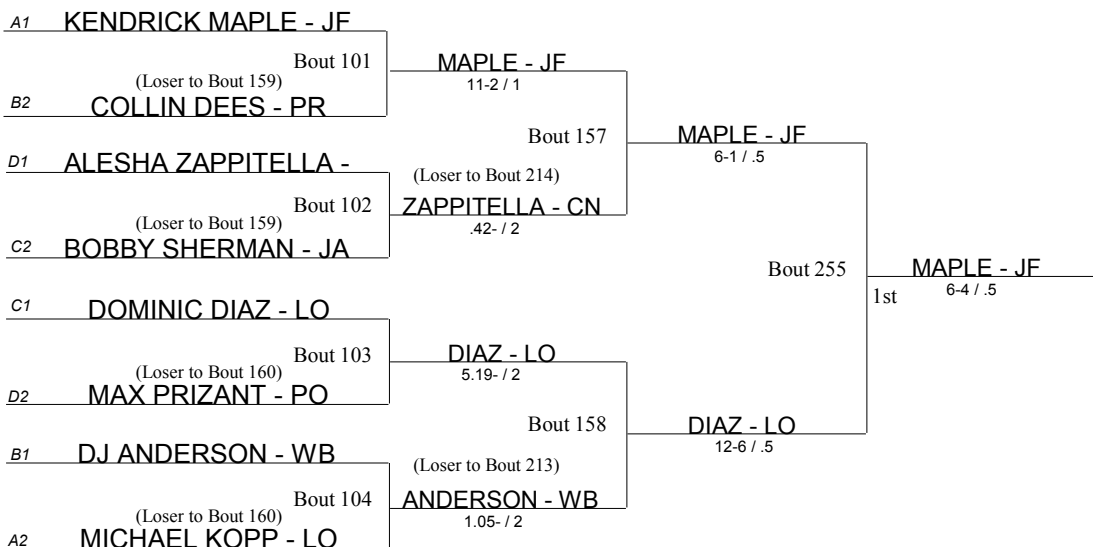 A1 KENDRICK MAPLE - JF
Bout 101
(Loser to Bout 159)
B2 COLLIN DEES - PR
MAPLE - JF
11-2 / 1
D1 ALESHA ZAPPITELLA -
Bout 102
(Loser to Bout 159)
C2 BOBBY SHERMAN - JA
Bout 157
(Loser to Bout 214)
ZAPPITELLA - CN
.42- / 2
MAPLE - JF
6-1 / .5
C1 DOMINIC DIAZ - LO
Bout 103
(Loser to Bout 160)
D2 MAX PRIZANT - PO
DIAZ - LO
5.19- / 2
B1 DJ ANDERSON - WB
Bout 104
(Loser to Bout 160)
A2 MICHAEL KOPP - LO
Bout 158
(Loser to Bout 213)
ANDERSON - WB
1.05- / 2
DIAZ - LO
12-6 / .5
Bout 255
MAPLE - JF
1st 6-4 / .5